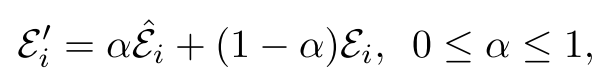 ℰ′ᵢ = αℰ̂ᵢ + (1 − α)ℰᵢ, 0 ≤ α ≤ 1,